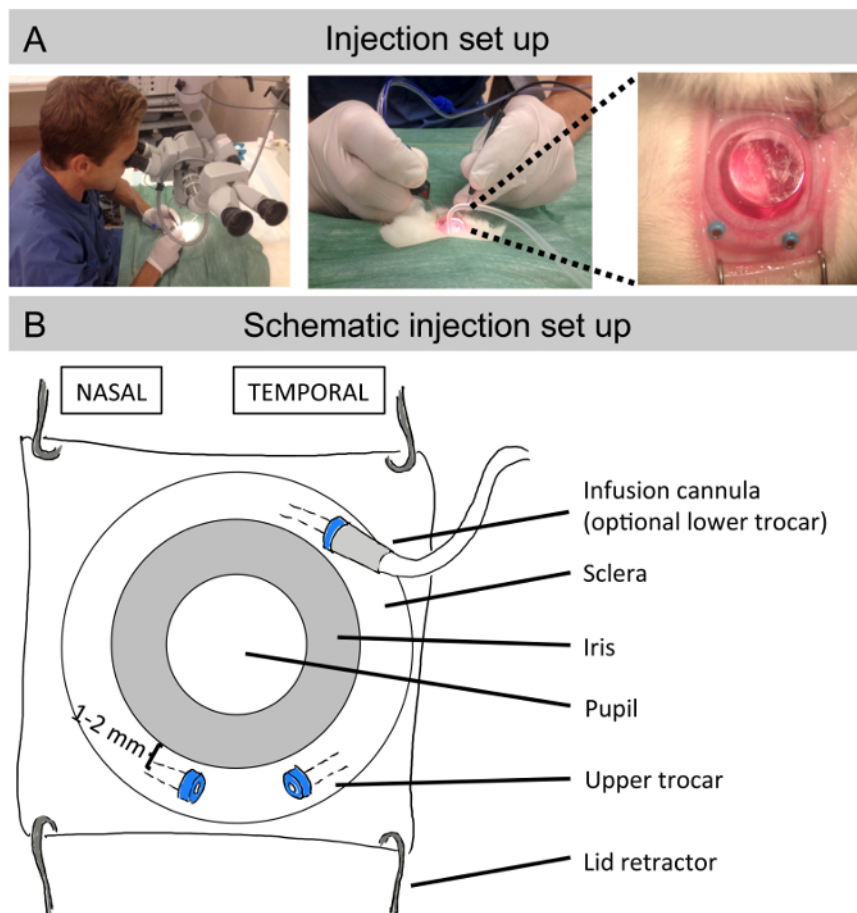 A
Injection set up
B
Schematic injection set up
NASAL
TEMPORAL
Infusion cannula
(optional lower trocar)
Sclera
Iris
Pupil
1-2 mm
Upper trocar
Lid retractor